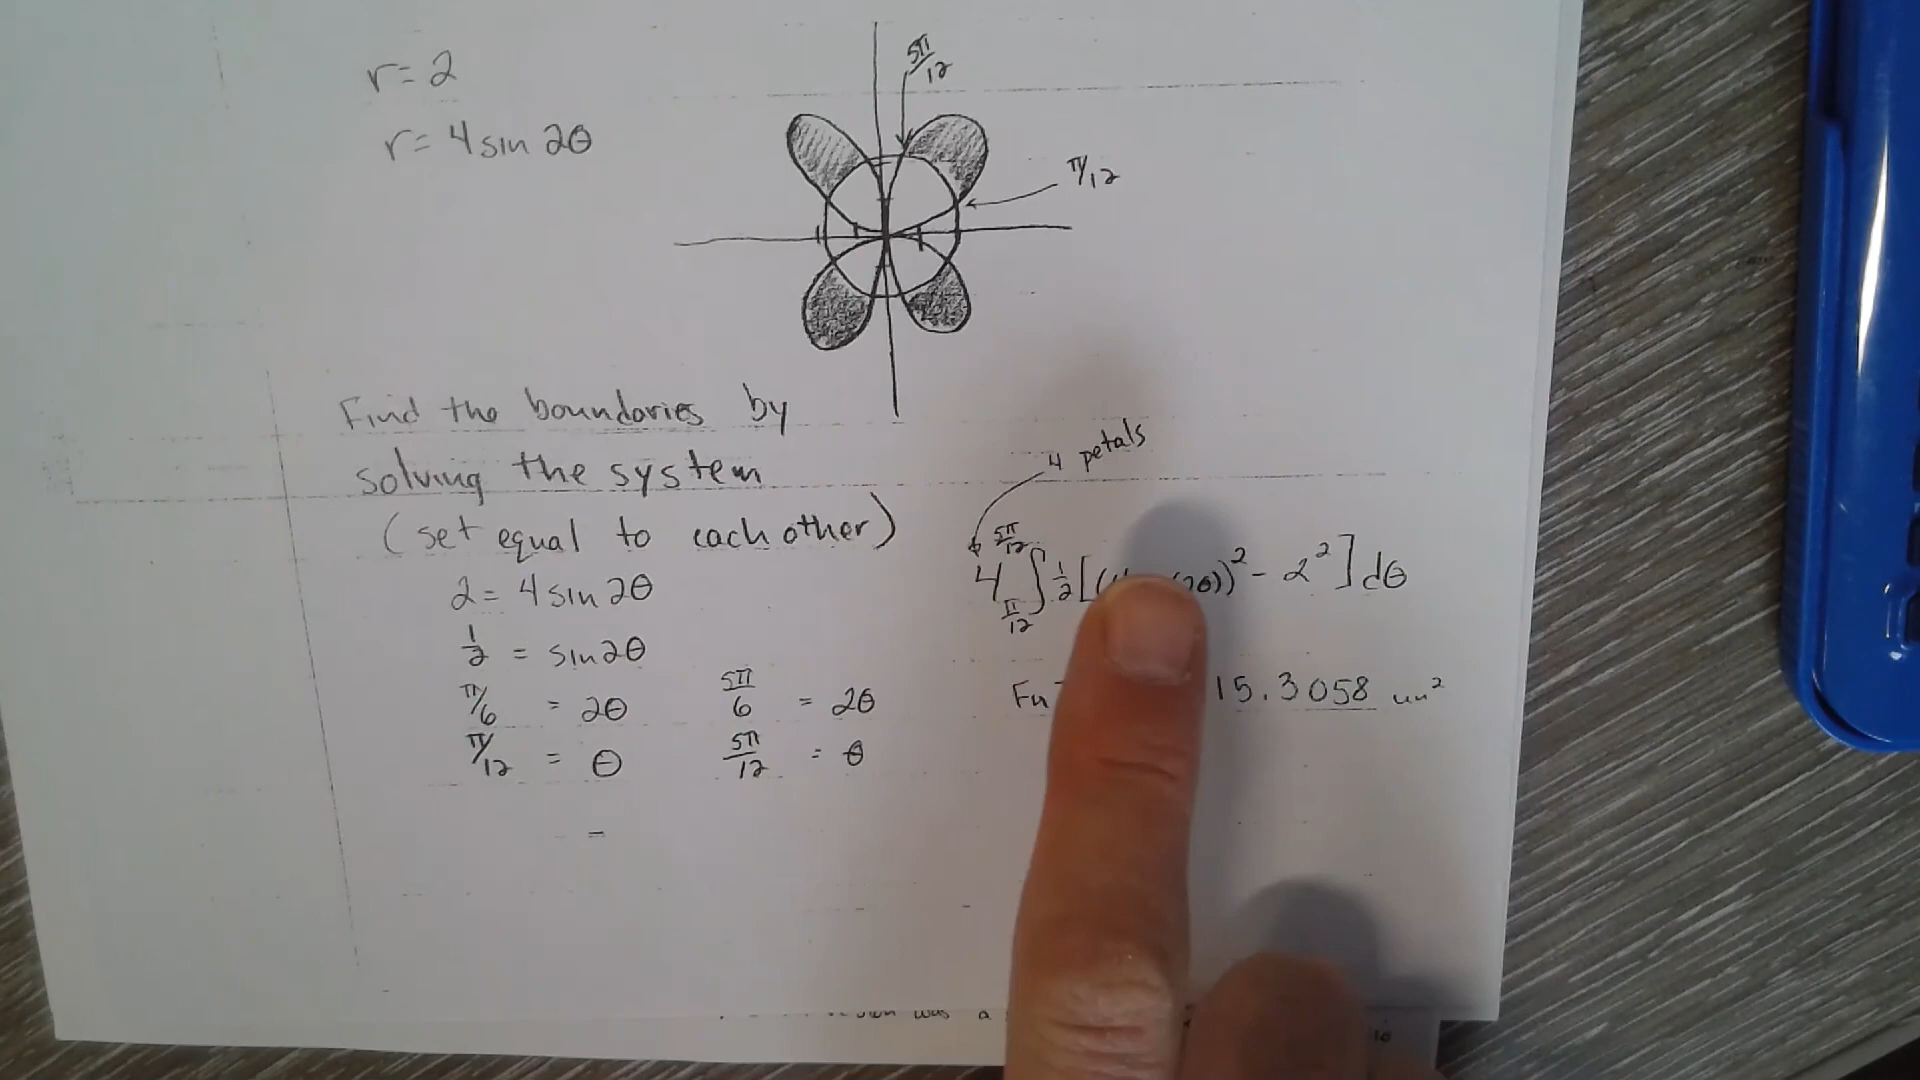 r = 2
r = 4 sin 2θ
5π/12
π/12
Find the boundaries by
solving the system
(set equal to each other)
2 = 4 sin 2θ
1/2 = sin 2θ
π/6 = 2θ 5π/6 = 2θ
π/12 = θ 5π/12 = θ
4 petals
4 ∫ 5π/12 π/12 1/2 [( 2θ))² - 2² ] dθ
15.3058 un²
was a